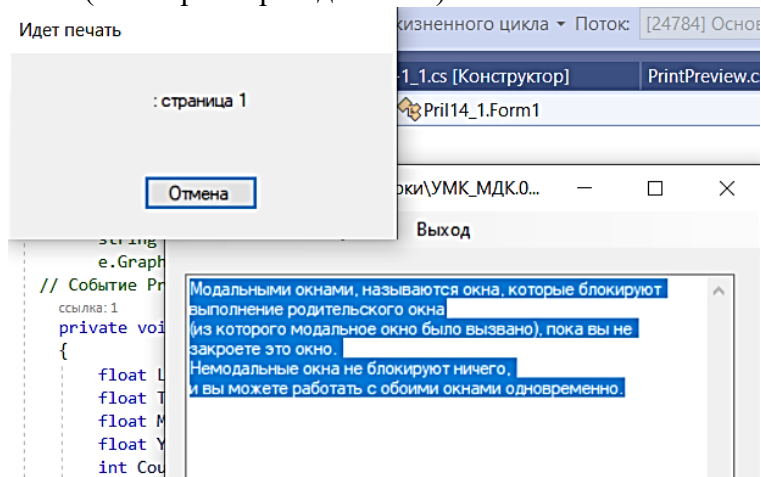 Идет печать
: страница 1
Отмена
жизненного цикла ▾ Поток: [24784] Основ
-1_1.cs [Конструктор] PrintPreview.c
Pril14_1.Form1
рки\УМК_МДК.0...
Выход
string
e.Graph
// Событие Pr
ссылка: 1
private voi
{
float L
float T
float M
float Y
int Cou
Модальными окнами, называются окна, которые блокируют
выполнение родительского окна
(из которого модальное окно было вызвано), пока вы не
закроете это окно.
Немодальные окна не блокируют ничего,
и вы можете работать с обоими окнами одновременно.